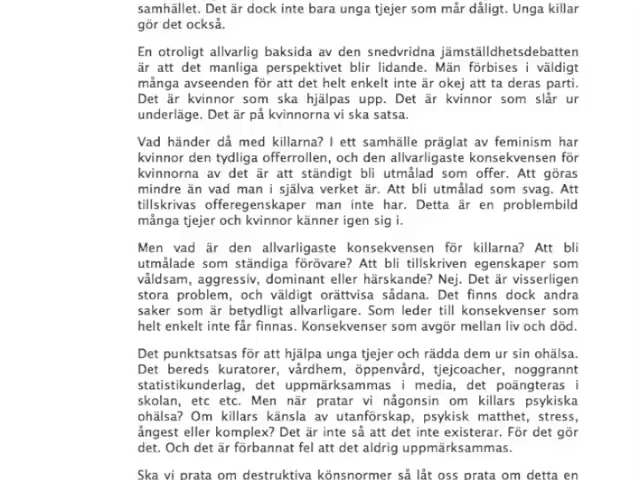 samhället. Det är dock inte bara unga tjejer som mår dåligt. Unga killar
gör det också.
En otroligt allvarlig baksida av den snedvridna jämställdhetsdebatten
är att det manliga perspektivet blir lidande. Män förbises i väldigt
många avseenden för att det helt enkelt inte är okej att ta deras parti.
Det är kvinnor som ska hjälpas upp. Det är kvinnor som slår ur
underläge. Det är på kvinnorna vi ska satsa.
Vad händer då med killarna? I ett samhälle präglat av feminism har
kvinnor den tydliga offerrollen, och den allvarligaste konsekvensen för
kvinnorna av det är att ständigt bli utmålad som offer. Att göras
mindre än vad man i själva verket är. Att bli utmålad som svag. Att
tillskrivas offeregenskaper man inte har. Detta är en problembild
många tjejer och kvinnor känner igen sig i.
Men vad är den allvarligaste konsekvensen för killarna? Att bli
utmålade som ständiga förövare? Att bli tillskriven egenskaper som
våldsam, aggressiv, dominant eller härskande? Nej. Det är visserligen
stora problem, och väldigt orättvisa sådana. Det finns dock andra
saker som är betydligt allvarligare. Som leder till konsekvenser som
helt enkelt inte får finnas. Konsekvenser som avgör mellan liv och död.
Det punktsatsas för att hjälpa unga tjejer och rädda dem ur sin ohälsa.
Det bereds kuratorer, vårdhem, öppenvård, tjejcoacher, noggrannt
statistikunderlag, det uppmärksammas i media, det poängteras i
skolan, etc etc. Men när pratar vi någonsin om killars psykiska
ohälsa? Om killars känsla av utanförskap, psykisk matthet, stress,
ångest eller komplex? Det är inte så att det inte existerar. För det gör
det. Och det är förbannat fel att det aldrig uppmärksammas.
Ska vi prata om destruktiva könsnormer så låt oss prata om detta en